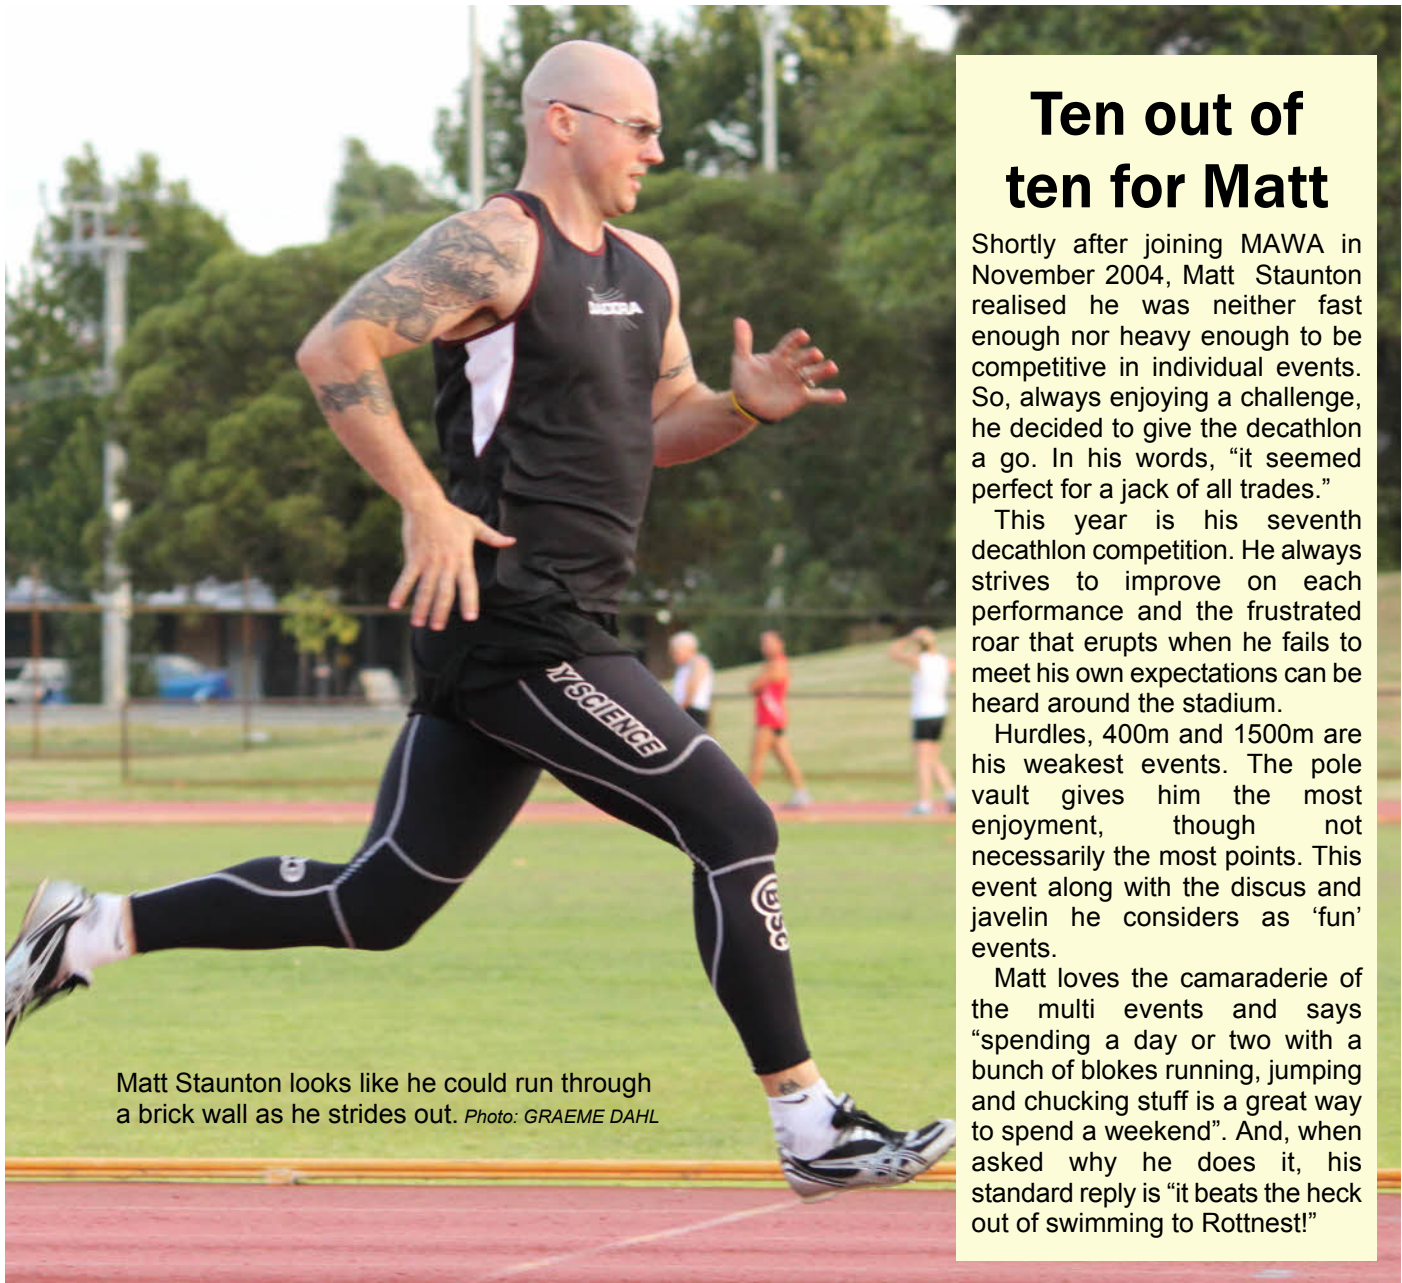 Ten out of
ten for Matt
Shortly after joining MAWA in
November 2004, Matt Staunton
realised he was neither fast
enough nor heavy enough to be
competitive in individual events.
So, always enjoying a challenge,
he decided to give the decathlon
a go. In his words, “it seemed
perfect for a jack of all trades.”
This year is his seventh
decathlon competition. He always
strives to improve on each
performance and the frustrated
roar that erupts when he fails to
meet his own expectations can be
heard around the stadium.
Hurdles, 400m and 1500m are
his weakest events. The pole
vault gives him the most
enjoyment, though not
necessarily the most points. This
event along with the discus and
javelin he considers as ‘fun’
events.
Matt loves the camaraderie of
the multi events and says
“spending a day or two with a
bunch of blokes running, jumping
and chucking stuff is a great way
to spend a weekend”. And, when
asked why he does it, his
standard reply is “it beats the heck
out of swimming to Rottnest!”
Y SCIENCE
BSC
Matt Staunton looks like he could run through
a brick wall as he strides out. Photo: GRAEME DAHL